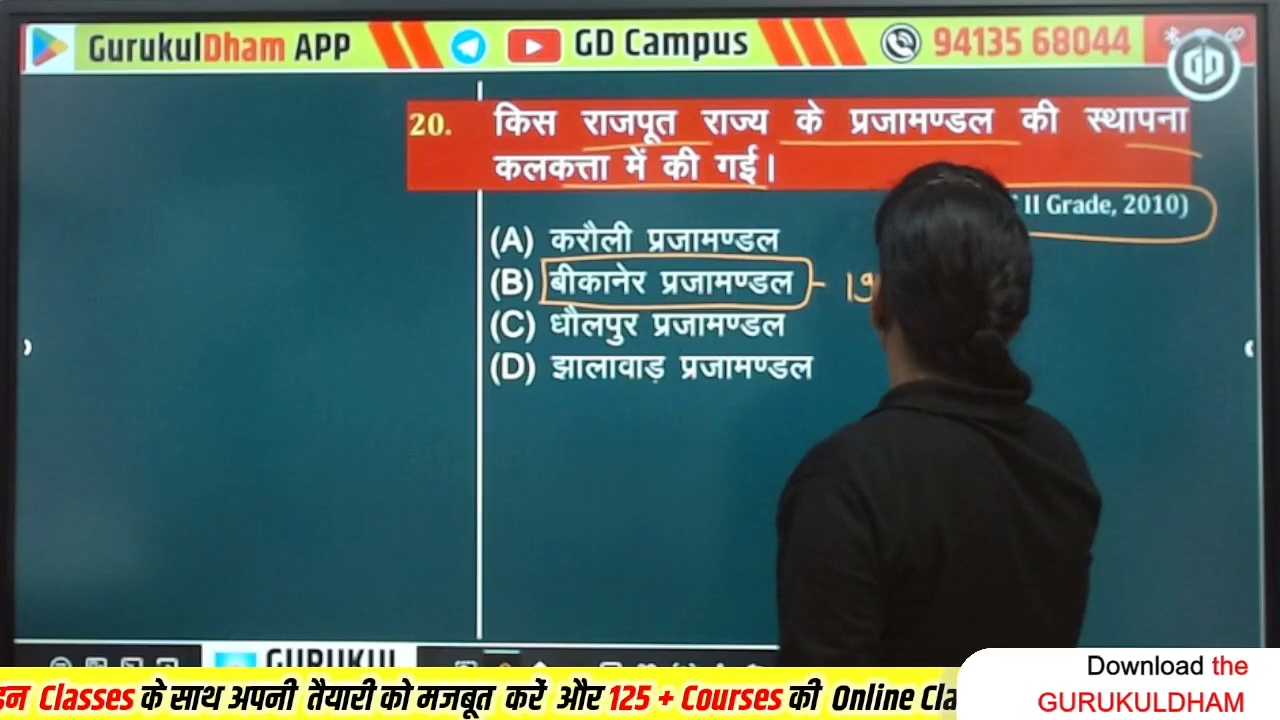 GurukulDham APP
GD Campus
94135 68044
20. किस राजपूत राज्य के प्रजामण्डल की स्थापना
कलकत्ता में की गई।
II Grade, 2010)
(A) करौली प्रजामण्डल
(B) बीकानेर प्रजामण्डल - 19
(C) धौलपुर प्रजामण्डल
(D) झालावाड़ प्रजामण्डल
GURUKUL
Classes के साथ अपनी तैयारी को मजबूत करें और 125 + Courses की Online
Download the
GURUKULDHAM